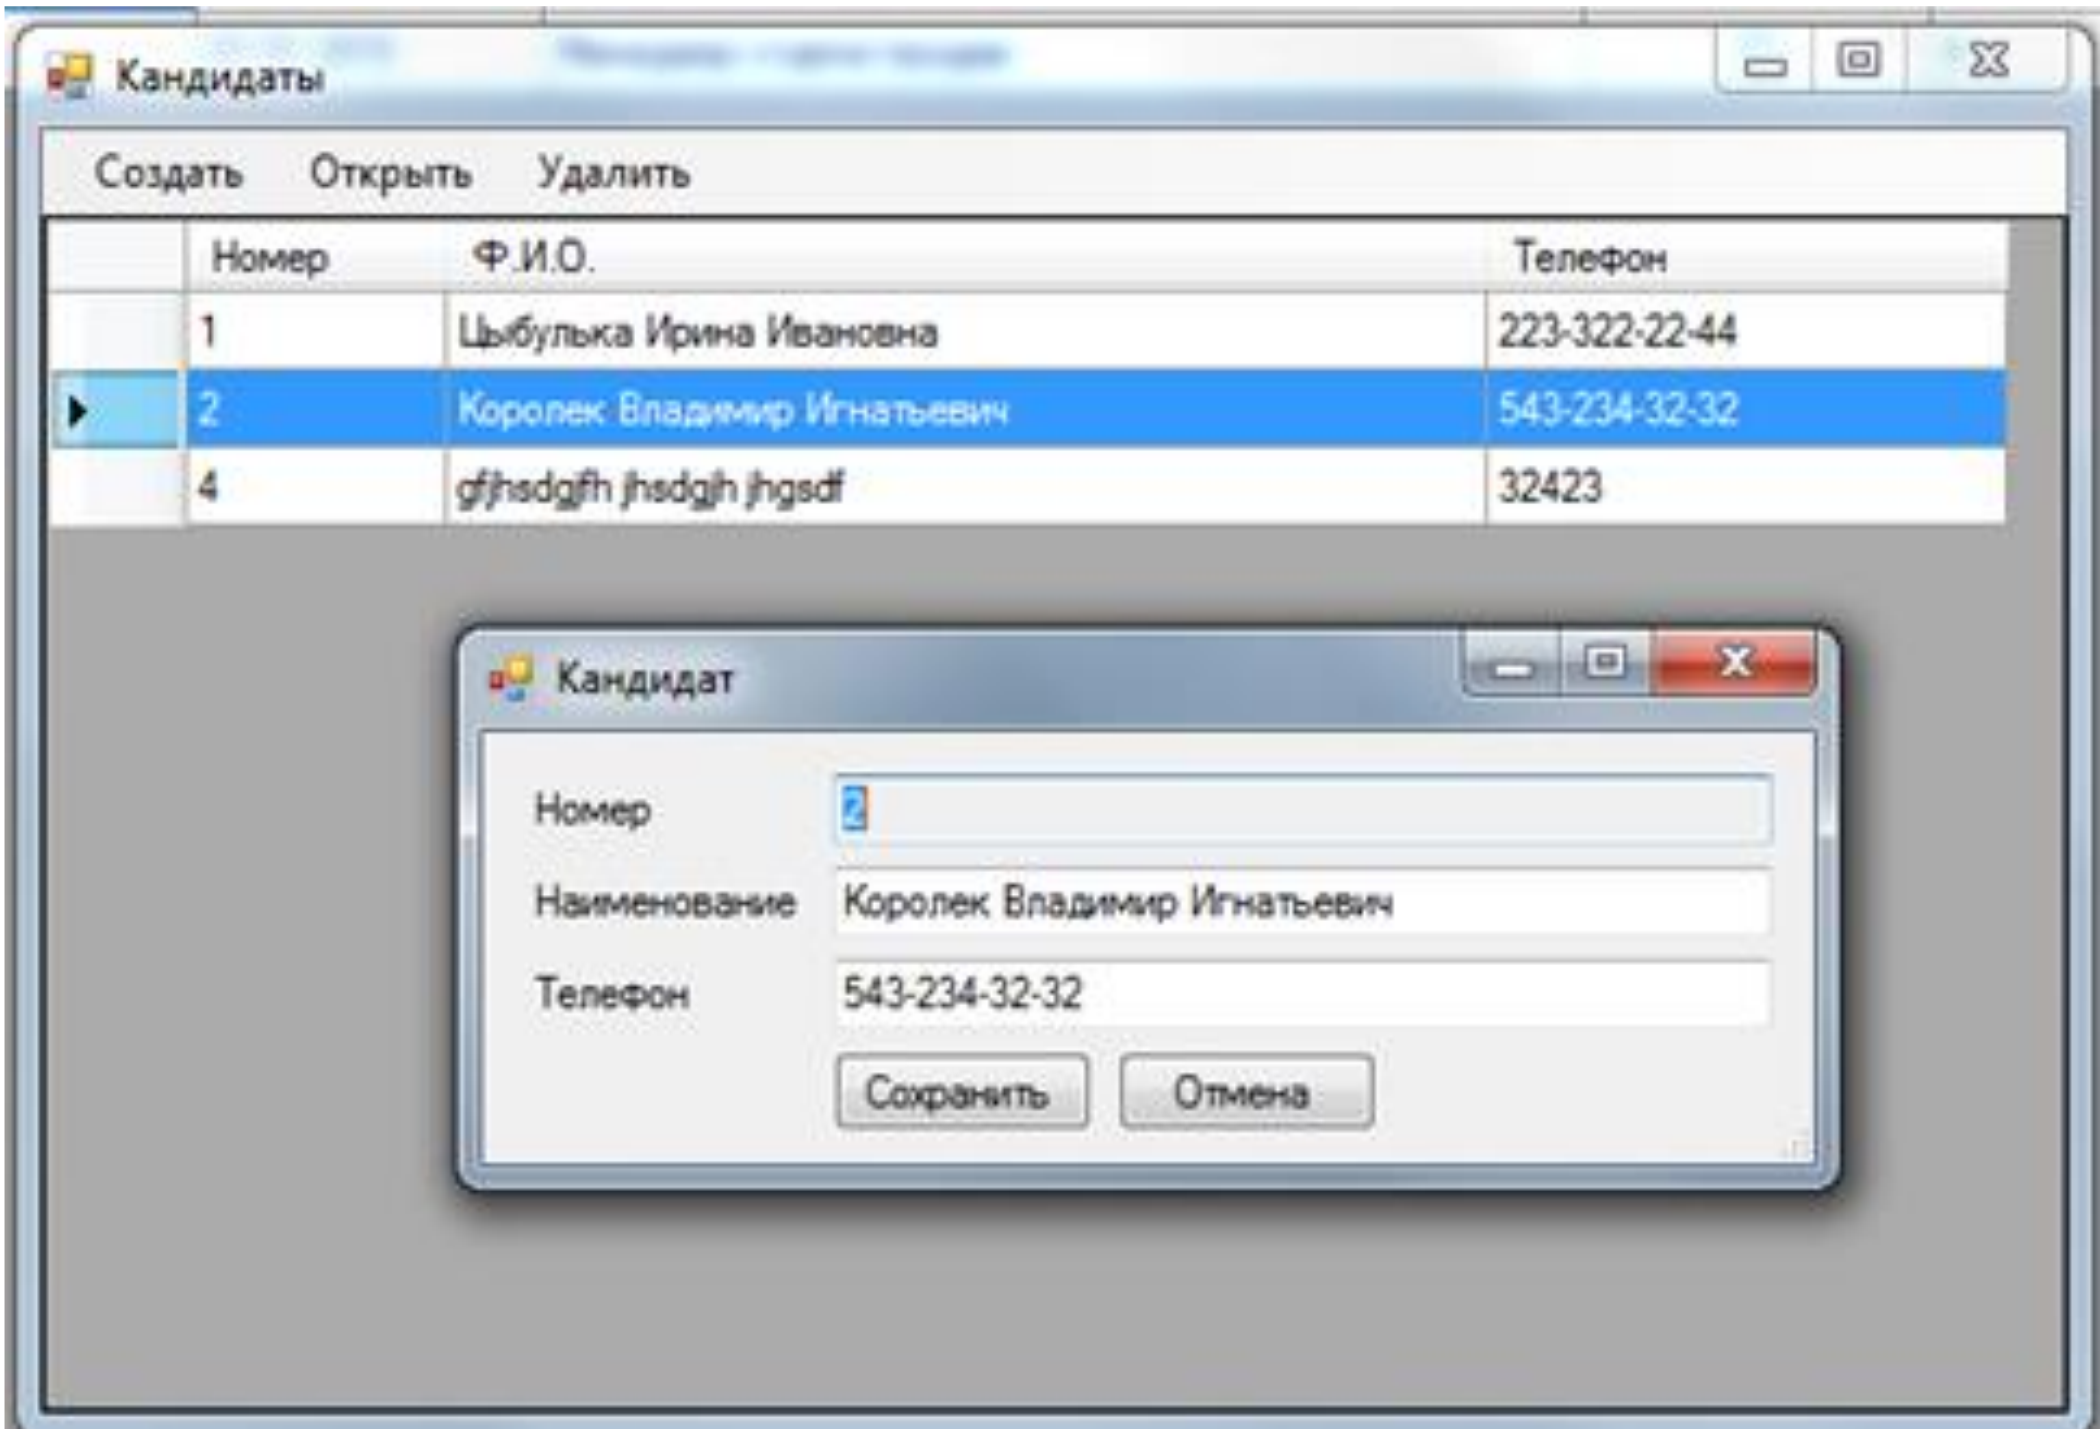 Кандидаты
Создать Открыть Удалить
Номер Ф.И.О. Телефон
1 Цыбулька Ирина Ивановна 223-322-22-44
2 Королек Владимир Игнатьевич 543-234-32-32
4 gfjhsdgfh jhsdgjh jhgsdf 32423
Кандидат
Номер 2
Наименование Королек Владимир Игнатьевич
Телефон 543-234-32-32
Сохранить Отмена